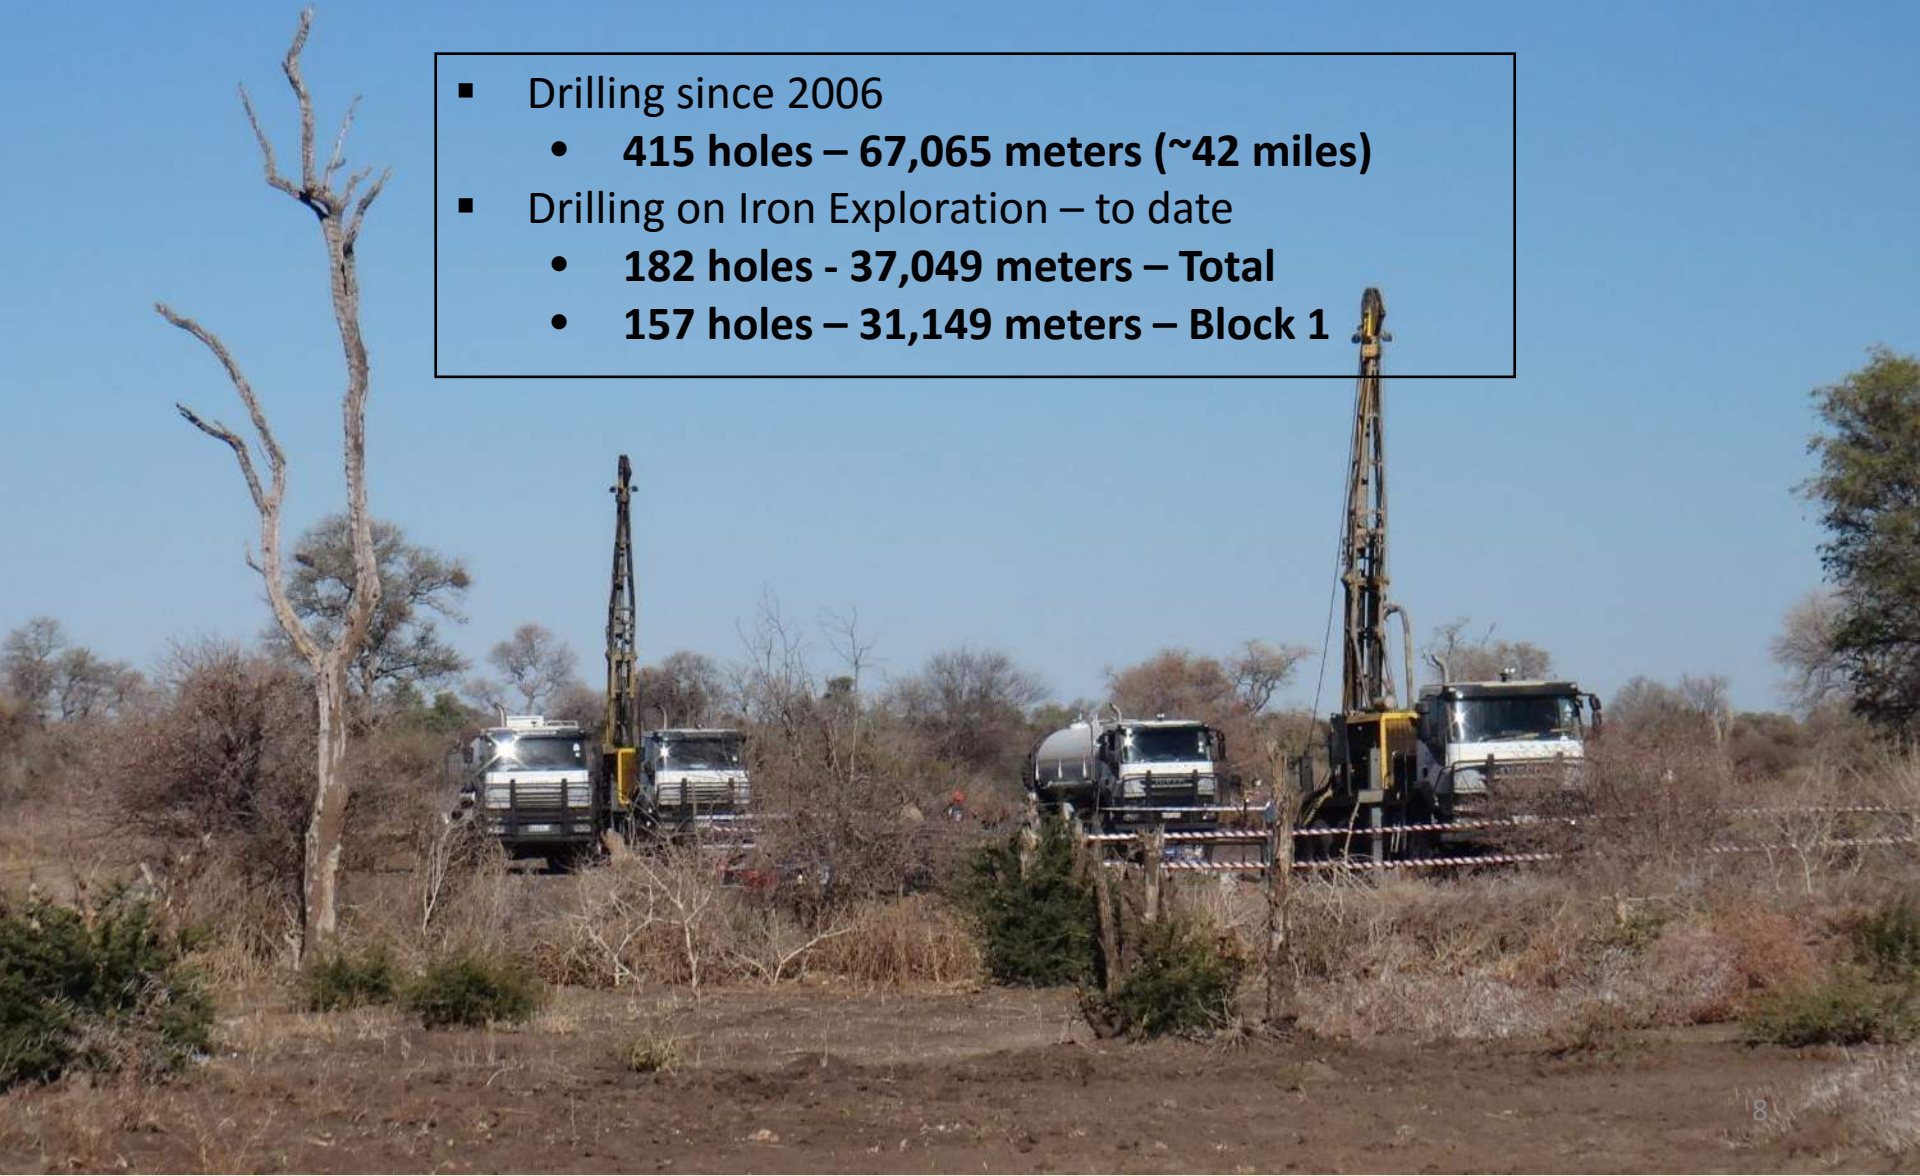 ▪ Drilling since 2006
• 415 holes – 67,065 meters (~42 miles)
▪ Drilling on Iron Exploration – to date
• 182 holes - 37,049 meters – Total
• 157 holes – 31,149 meters – Block 1
8